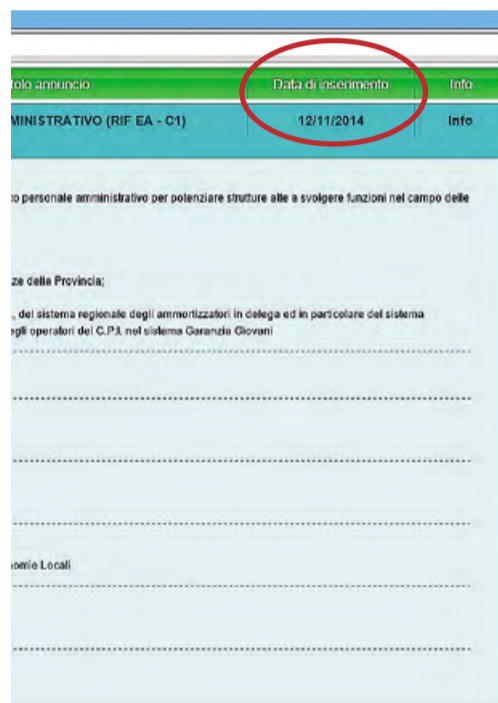 tolo annuncio Data di inserimento Info
MINISTRATIVO (RIF EA - C1) 12/11/2014 Info
personale amministrativo per potenziare strutture atte a svolgere funzioni nel campo delle
ze della Provincia;
, del sistema regionale degli ammortizzatori in delega ed in particolare del sistema
egli operatori del C.P.I. nel sistema Garanzia Giovani
omie Locali